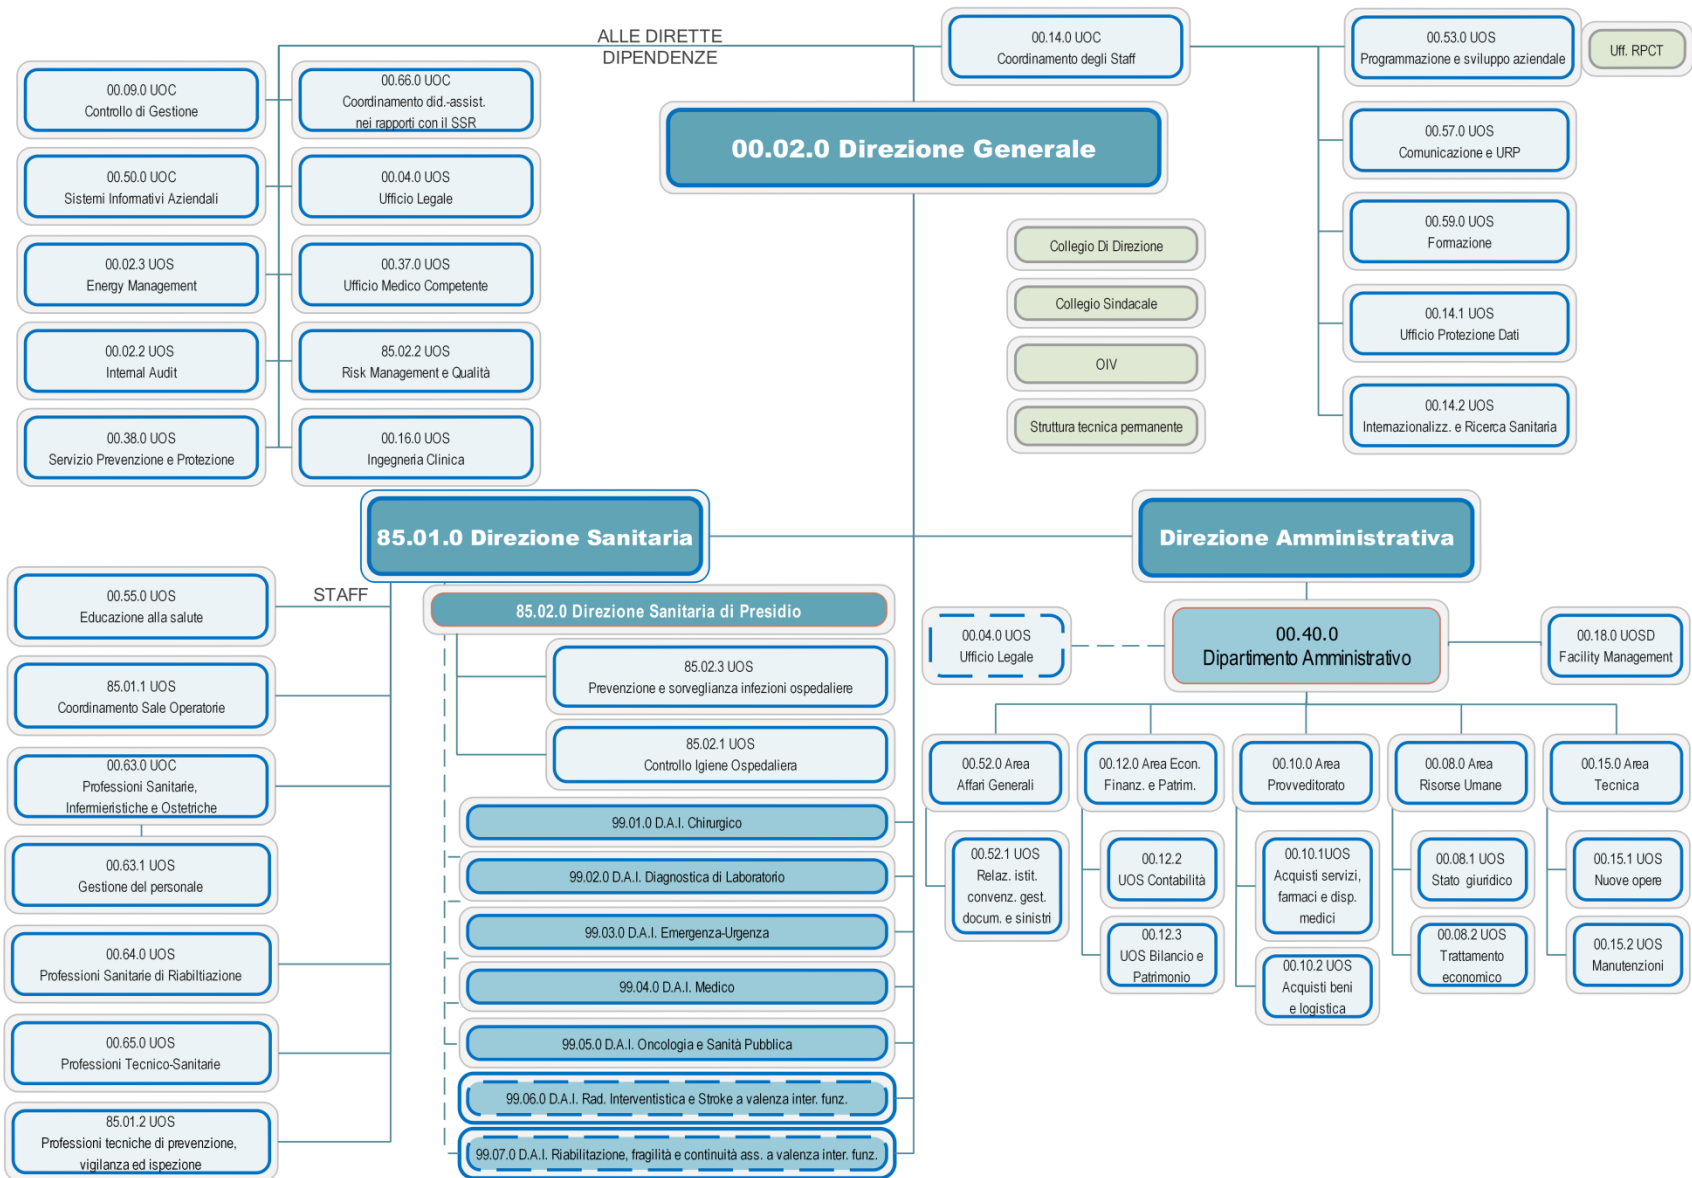 ALLE DIRETTE
DIPENDENZE
00.14.0 UOC
Coordinamento degli Staff
00.53.0 UOS
Programmazione e sviluppo aziendale
Uff. RPCT
00.09.0 UOC
Controllo di Gestione
00.66.0 UOC
Coordinamento did.-assist.
nei rapporti con il SSR
00.02.0 Direzione Generale
00.57.0 UOS
Comunicazione e URP
00.50.0 UOC
Sistemi Informativi Aziendali
00.04.0 UOS
Ufficio Legale
00.59.0 UOS
Formazione
Collegio Di Direzione
00.02.3 UOS
Energy Management
00.37.0 UOS
Ufficio Medico Competente
Collegio Sindacale
00.14.1 UOS
Ufficio Protezione Dati
00.02.2 UOS
Internal Audit
85.02.2 UOS
Risk Management e Qualità
OIV
00.14.2 UOS
Internazionalizz. e Ricerca Sanitaria
00.38.0 UOS
Servizio Prevenzione e Protezione
00.16.0 UOS
Ingegneria Clinica
Struttura tecnica permanente
85.01.0 Direzione Sanitaria
Direzione Amministrativa
STAFF
00.55.0 UOS
Educazione alla salute
85.01.1 UOS
Coordinamento Sale Operatorie
00.63.0 UOC
Professioni Sanitarie,
Infermieristiche e Ostetriche
00.63.1 UOS
Gestione del personale
00.64.0 UOS
Professioni Sanitarie di Riabiltiazione
00.65.0 UOS
Professioni Tecnico-Sanitarie
85.01.2 UOS
Professioni tecniche di prevenzione,
vigilanza ed ispezione
85.02.0 Direzione Sanitaria di Presidio
85.02.3 UOS
Prevenzione e sorveglianza infezioni ospedaliere
85.02.1 UOS
Controllo Igiene Ospedaliera
99.01.0 D.A.I. Chirurgico
99.02.0 D.A.I. Diagnostica di Laboratorio
99.03.0 D.A.I. Emergenza-Urgenza
99.04.0 D.A.I. Medico
99.05.0 D.A.I. Oncologia e Sanità Pubblica
99.06.0 D.A.I. Rad. Interventistica e Stroke a valenza inter. funz.
99.07.0 D.A.I. Riabilitazione, fragilità e continuità ass. a valenza inter. funz.
00.04.0 UOS
Ufficio Legale
00.40.0
Dipartimento Amministrativo
00.18.0 UOSD
Facility Management
00.52.0 Area
Affari Generali
00.12.0 Area Econ.
Finanz. e Patrim.
00.10.0 Area
Provveditorato
00.08.0 Area
Risorse Umane
00.15.0 Area
Tecnica
00.52.1 UOS
Relaz. istit.
convenz. gest.
docum. e sinistri
00.12.2
UOS Contabilità
00.12.3
UOS Bilancio e
Patrimonio
00.10.1UOS
Acquisti servizi,
farmaci e disp.
medici
00.10.2 UOS
Acquisti beni
e logistica
00.08.1 UOS
Stato giuridico
00.08.2 UOS
Trattamento
economico
00.15.1 UOS
Nuove opere
00.15.2 UOS
Manutenzioni